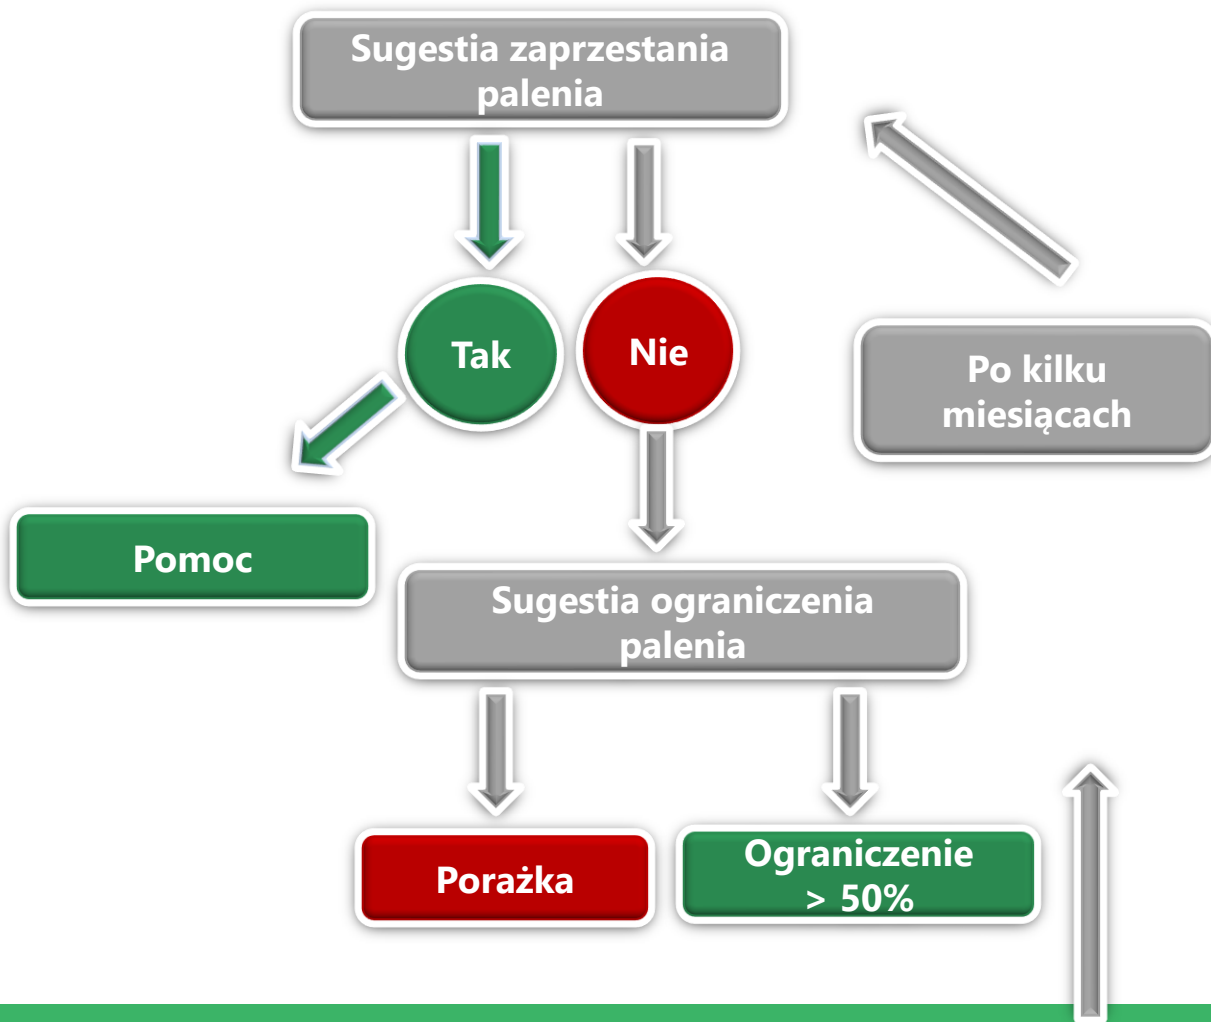 Sugestia zaprzestania
palenia
Tak
Nie
Po kilku
miesiącach
Pomoc
Sugestia ograniczenia
palenia
Porażka
Ograniczenie
> 50%